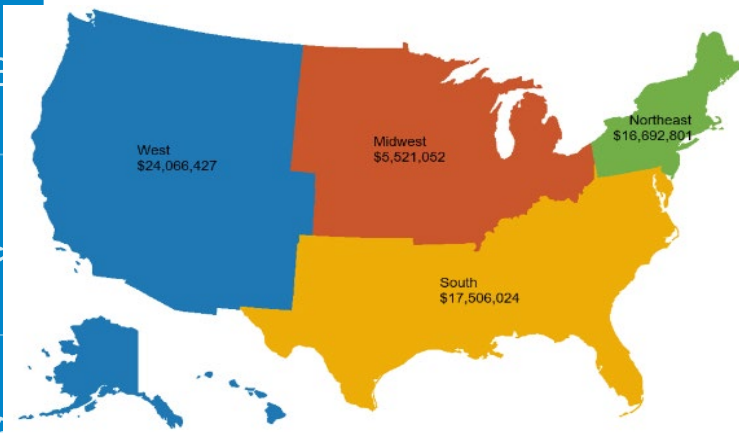 West
$24,066,427
Midwest
$5,521,052
Northeast
$16,692,801
South
$17,506,024